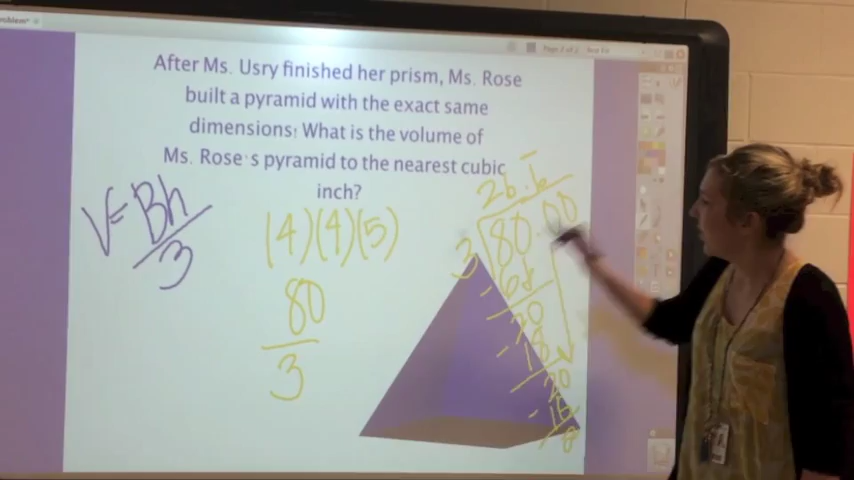 After Ms. Usry finished her prism, Ms. Rose
built a pyramid with the exact same
dimensions! What is the volume of
Ms. Rose's pyramid to the nearest cubic
inch?
V= Bh
3
(4)(4)(5)
80
3
26.6
3 80.00
- 6
20
- 18
20